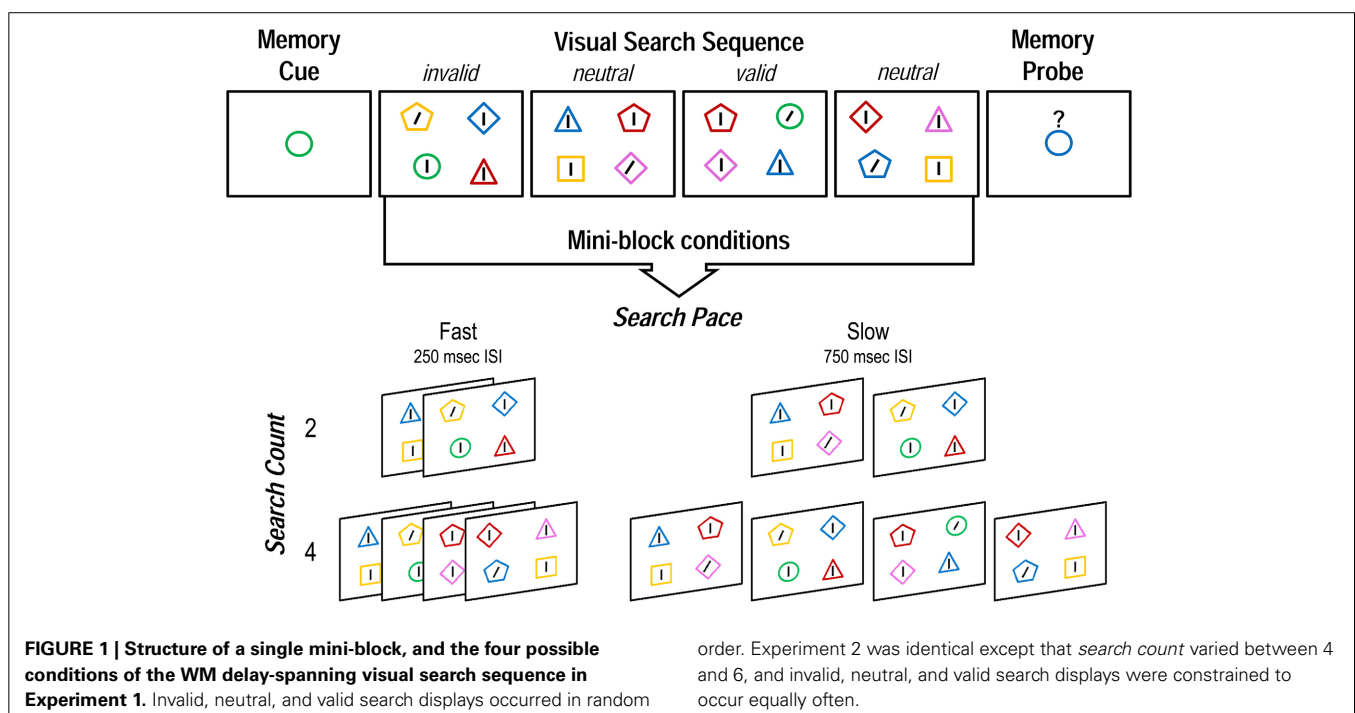 Memory Cue
Visual Search Sequence
Memory Probe
invalid
neutral
valid
neutral
?
Mini-block conditions
Search Pace
Fast
250 msec ISI
Slow
750 msec ISI
Search Count
2
4
FIGURE 1 | Structure of a single mini-block, and the four possible
conditions of the WM delay-spanning visual search sequence in
Experiment 1. Invalid, neutral, and valid search displays occurred in random
order. Experiment 2 was identical except that search count varied between 4
and 6, and invalid, neutral, and valid search displays were constrained to
occur equally often.